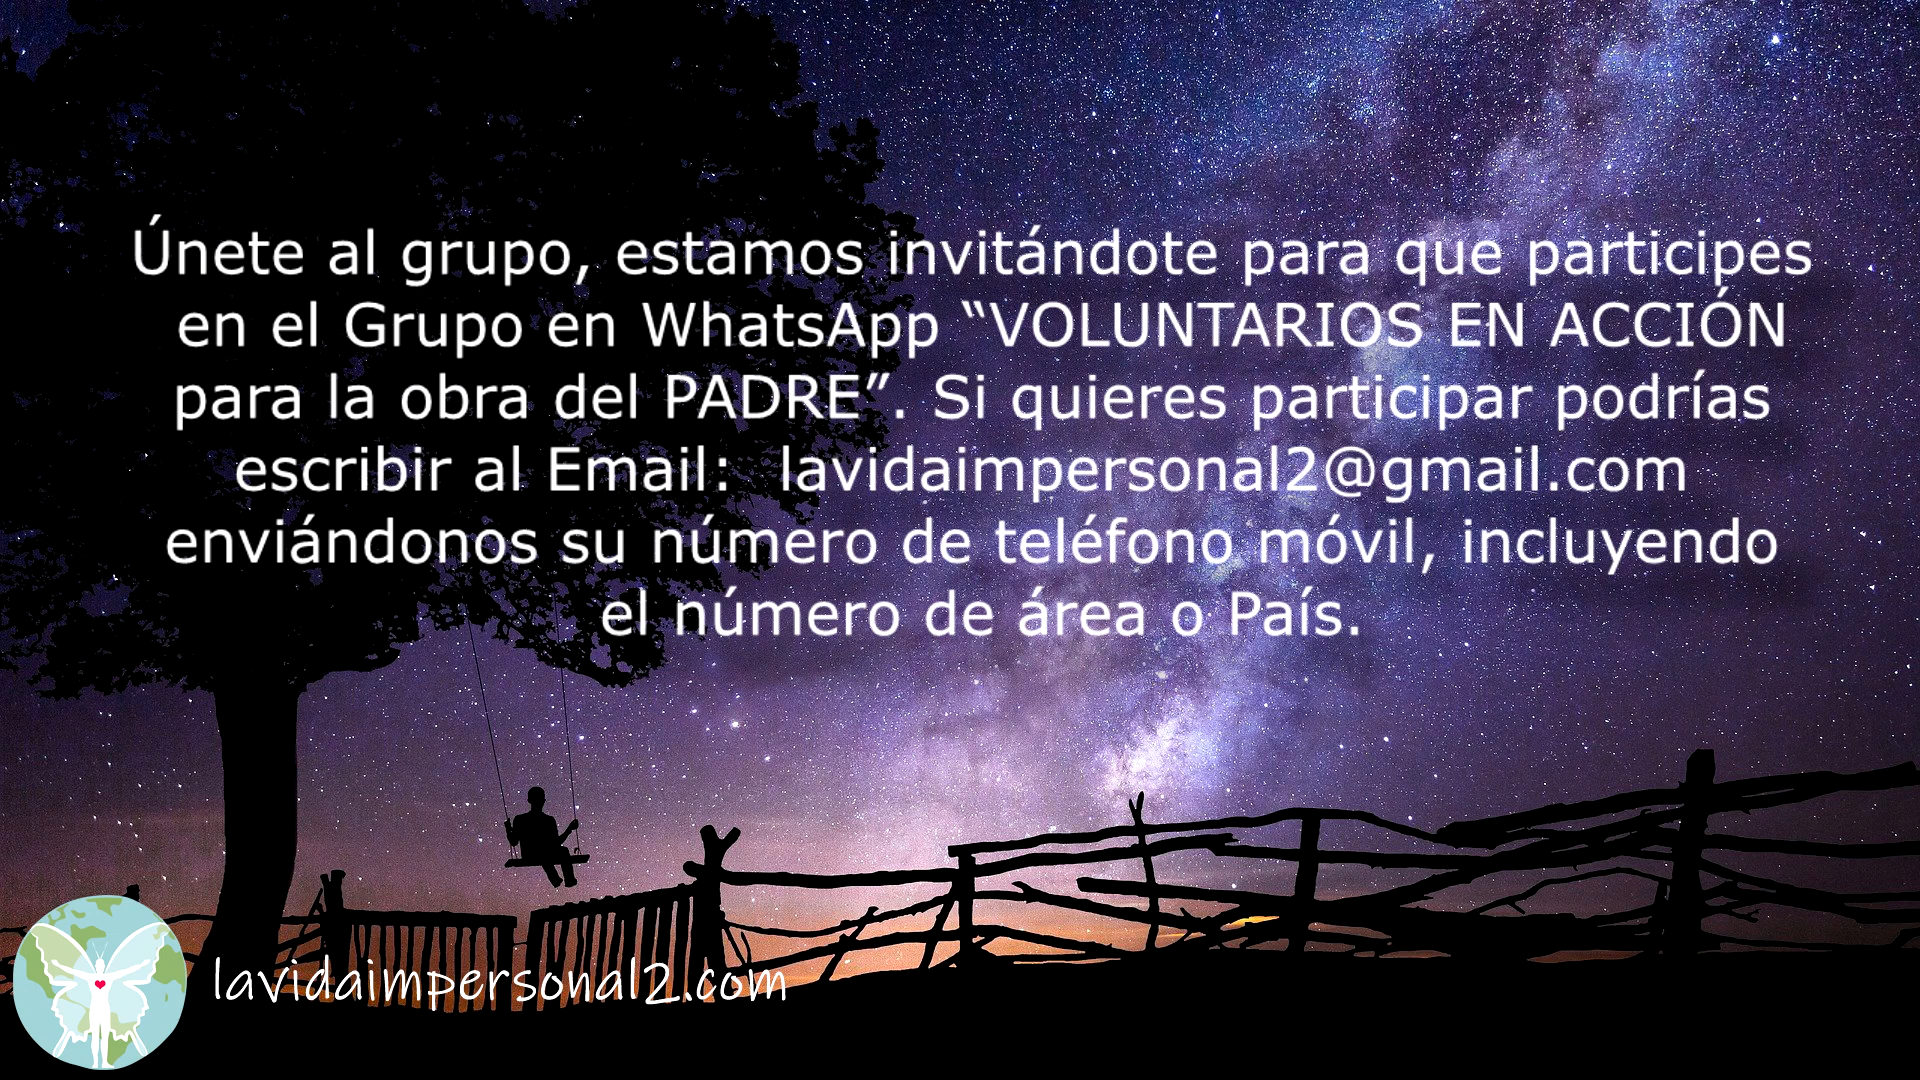 Únete al grupo, estamos invitándote para que participes
en el Grupo en WhatsApp “VOLUNTARIOS EN ACCIÓN
para la obra del PADRE”. Si quieres participar podrías
escribir al Email:  lavidaimpersonal2@gmail.com
enviándonos su número de teléfono móvil, incluyendo
el número de área o País.
lavidaimpersonal2.com